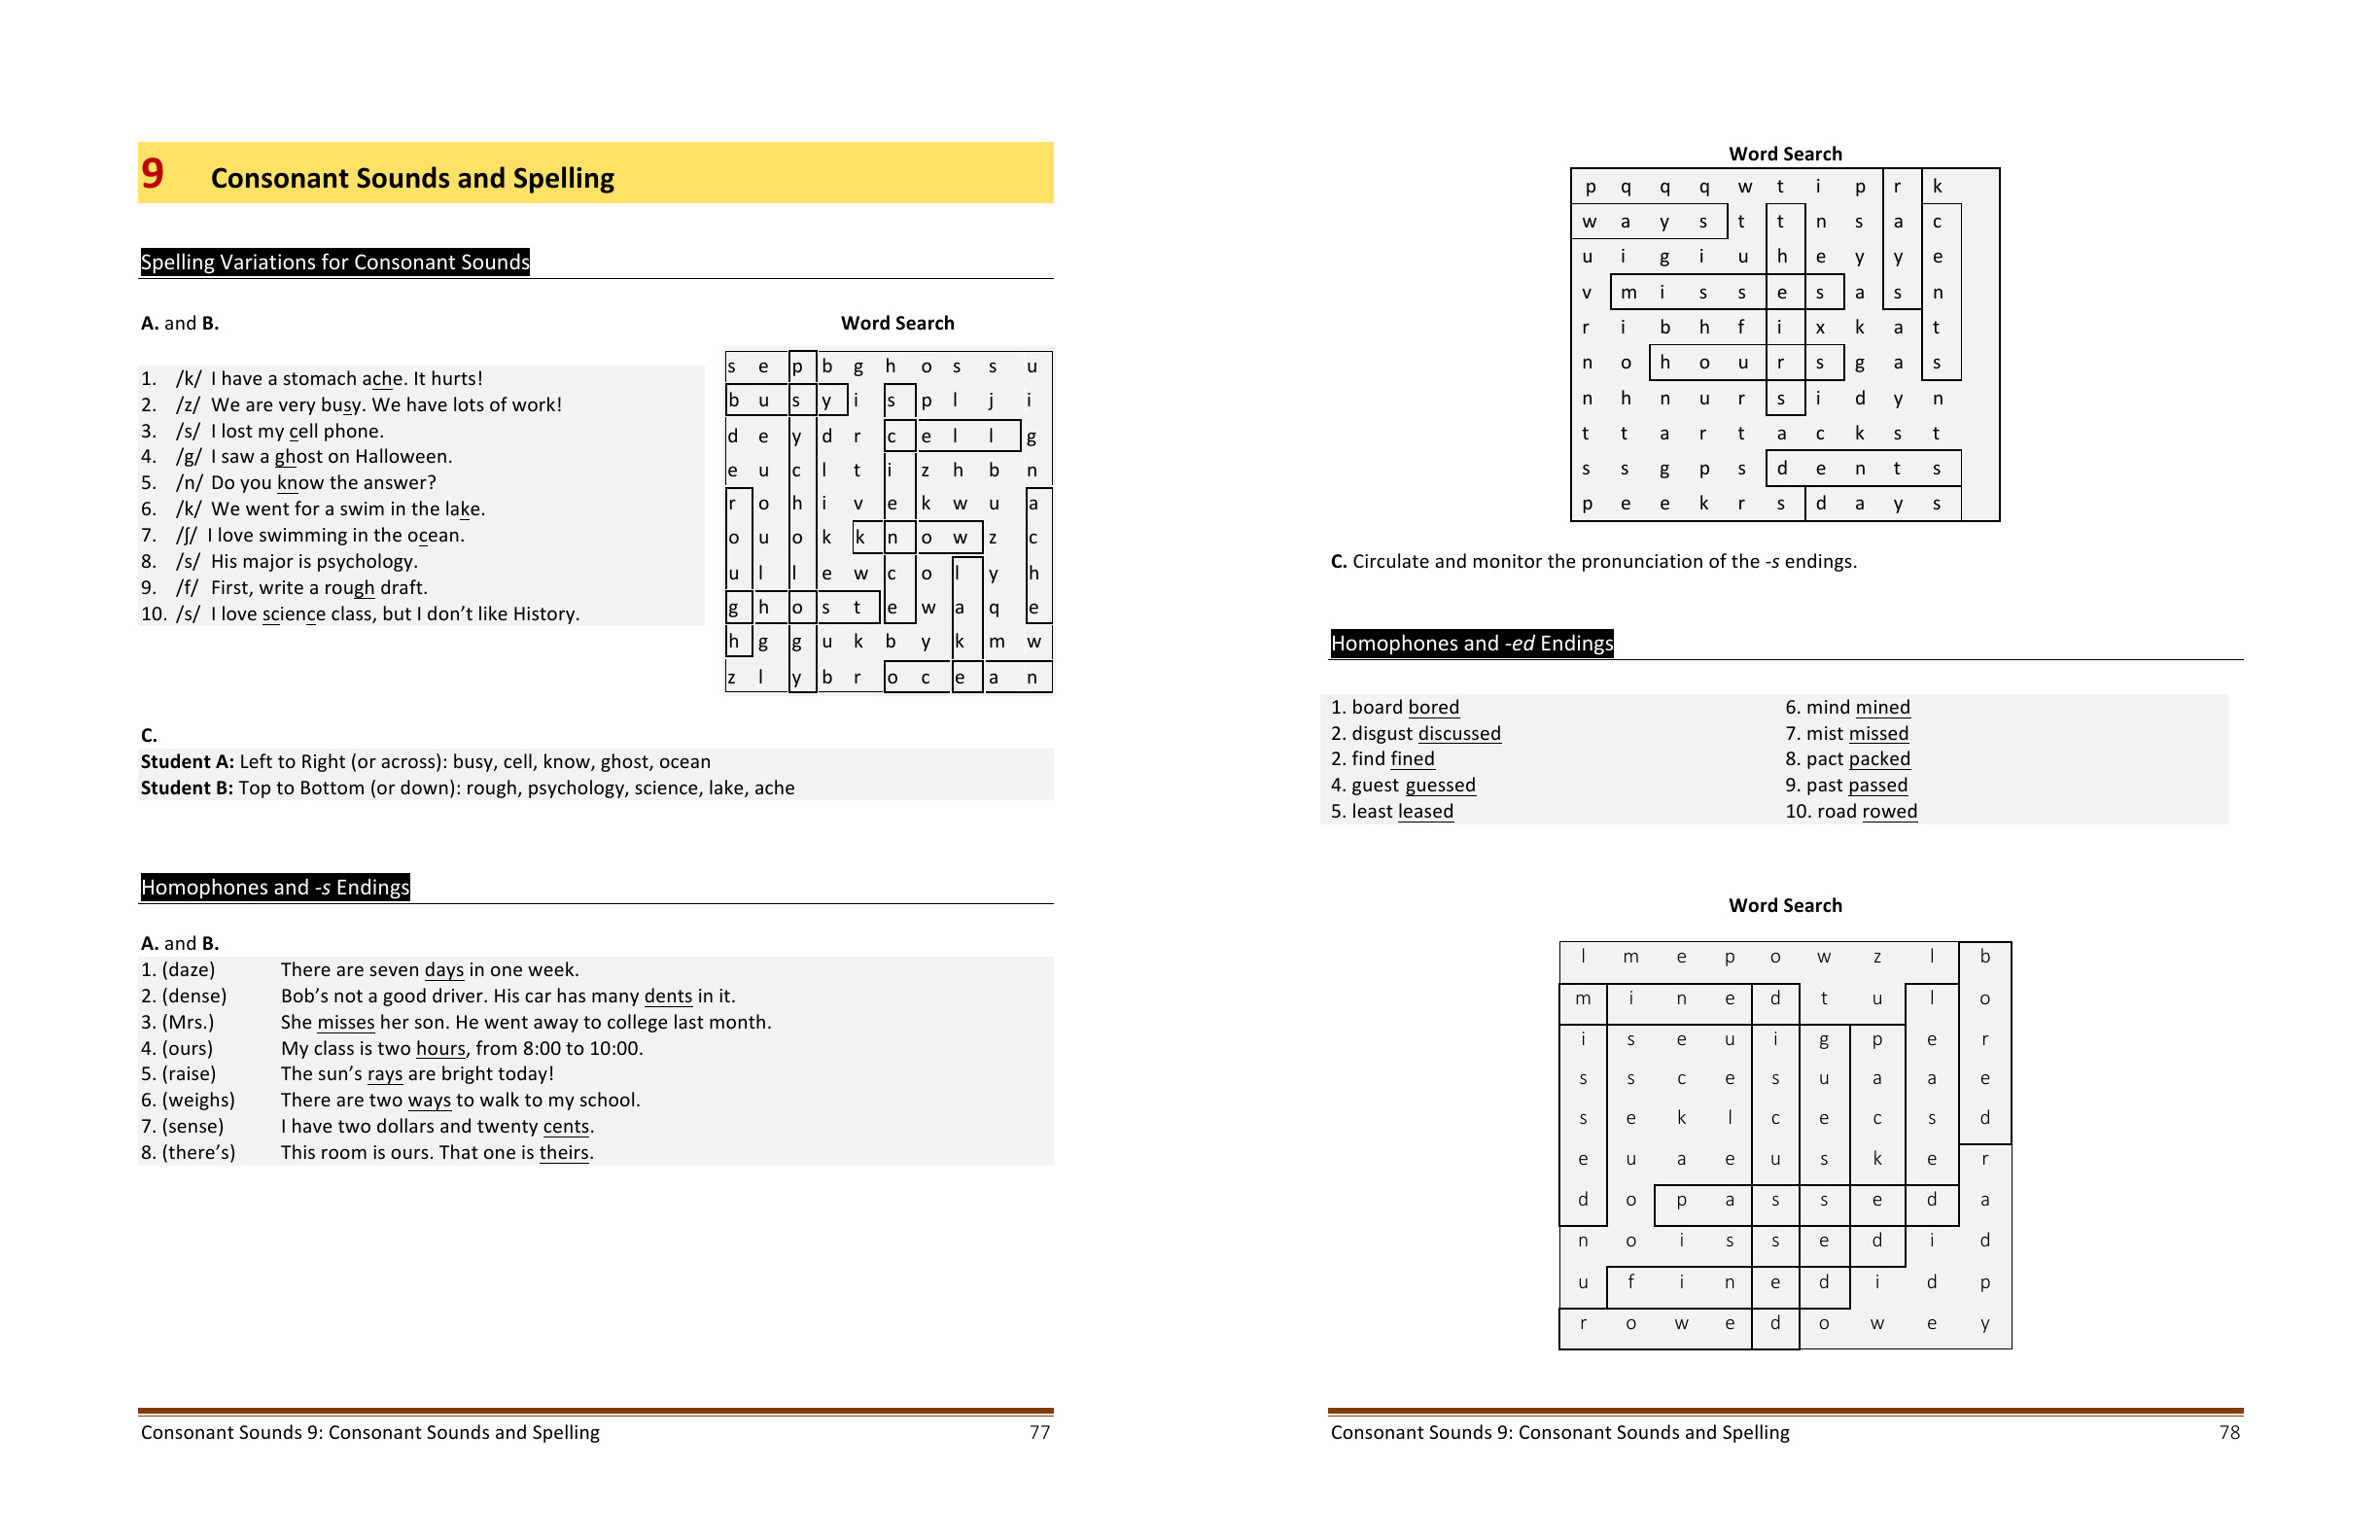 9 Consonant Sounds and Spelling
Spelling Variations for Consonant Sounds
A. and B.
1. /k/ I have a stomach ache. It hurts!
2. /z/ We are very busy. We have lots of work!
3. /s/ I lost my cell phone.
4. /g/ I saw a ghost on Halloween.
5. /n/ Do you know the answer?
6. /k/ We went for a swim in the lake.
7. /ʃ/ I love swimming in the ocean.
8. /s/ His major is psychology.
9. /f/ First, write a rough draft.
10. /s/ I love science class, but I don’t like History.
Word Search
s e p b g h o s s u
b u s y i s p l j i
d e y d r c e l l g
e u c l t i z h b n
r o h i v e k w u a
o u o k k n o w z c
u l l e w c o l y h
g h o s t e w a q e
h g g u k b y k m w
z l y b r o c e a n
C.
Student A: Left to Right (or across): busy, cell, know, ghost, ocean
Student B: Top to Bottom (or down): rough, psychology, science, lake, ache
Homophones and -s Endings
A. and B.
1. (daze) There are seven days in one week.
2. (dense) Bob’s not a good driver. His car has many dents in it.
3. (Mrs.) She misses her son. He went away to college last month.
4. (ours) My class is two hours, from 8:00 to 10:00.
5. (raise) The sun’s rays are bright today!
6. (weighs) There are two ways to walk to my school.
7. (sense) I have two dollars and twenty cents.
8. (there’s) This room is ours. That one is theirs.
Consonant Sounds 9: Consonant Sounds and Spelling 77
Word Search
p q q q w t i p r k
w a y s t t n s a c
u i g i u h e y y e
v m i s s e s a s n
r i b h f i x k a t
n o h o u r s g a s
n h n u r s i d y n
t t a r t a c k s t
s s g p s d e n t s
p e e k r s d a y s
C. Circulate and monitor the pronunciation of the -s endings.
Homophones and -ed Endings
1. board bored
2. disgust discussed
2. find fined
4. guest guessed
5. least leased
6. mind mined
7. mist missed
8. pact packed
9. past passed
10. road rowed
Word Search
l m e p o w z l b
m i n e d t u l o
i s e u i g p e r
s s c e s u a a e
s e k l c e c s d
e u a e u s k e r
d o p a s s e d a
n o i s s e d i d
u f i n e d i d p
r o w e d o w e y
Consonant Sounds 9: Consonant Sounds and Spelling 78